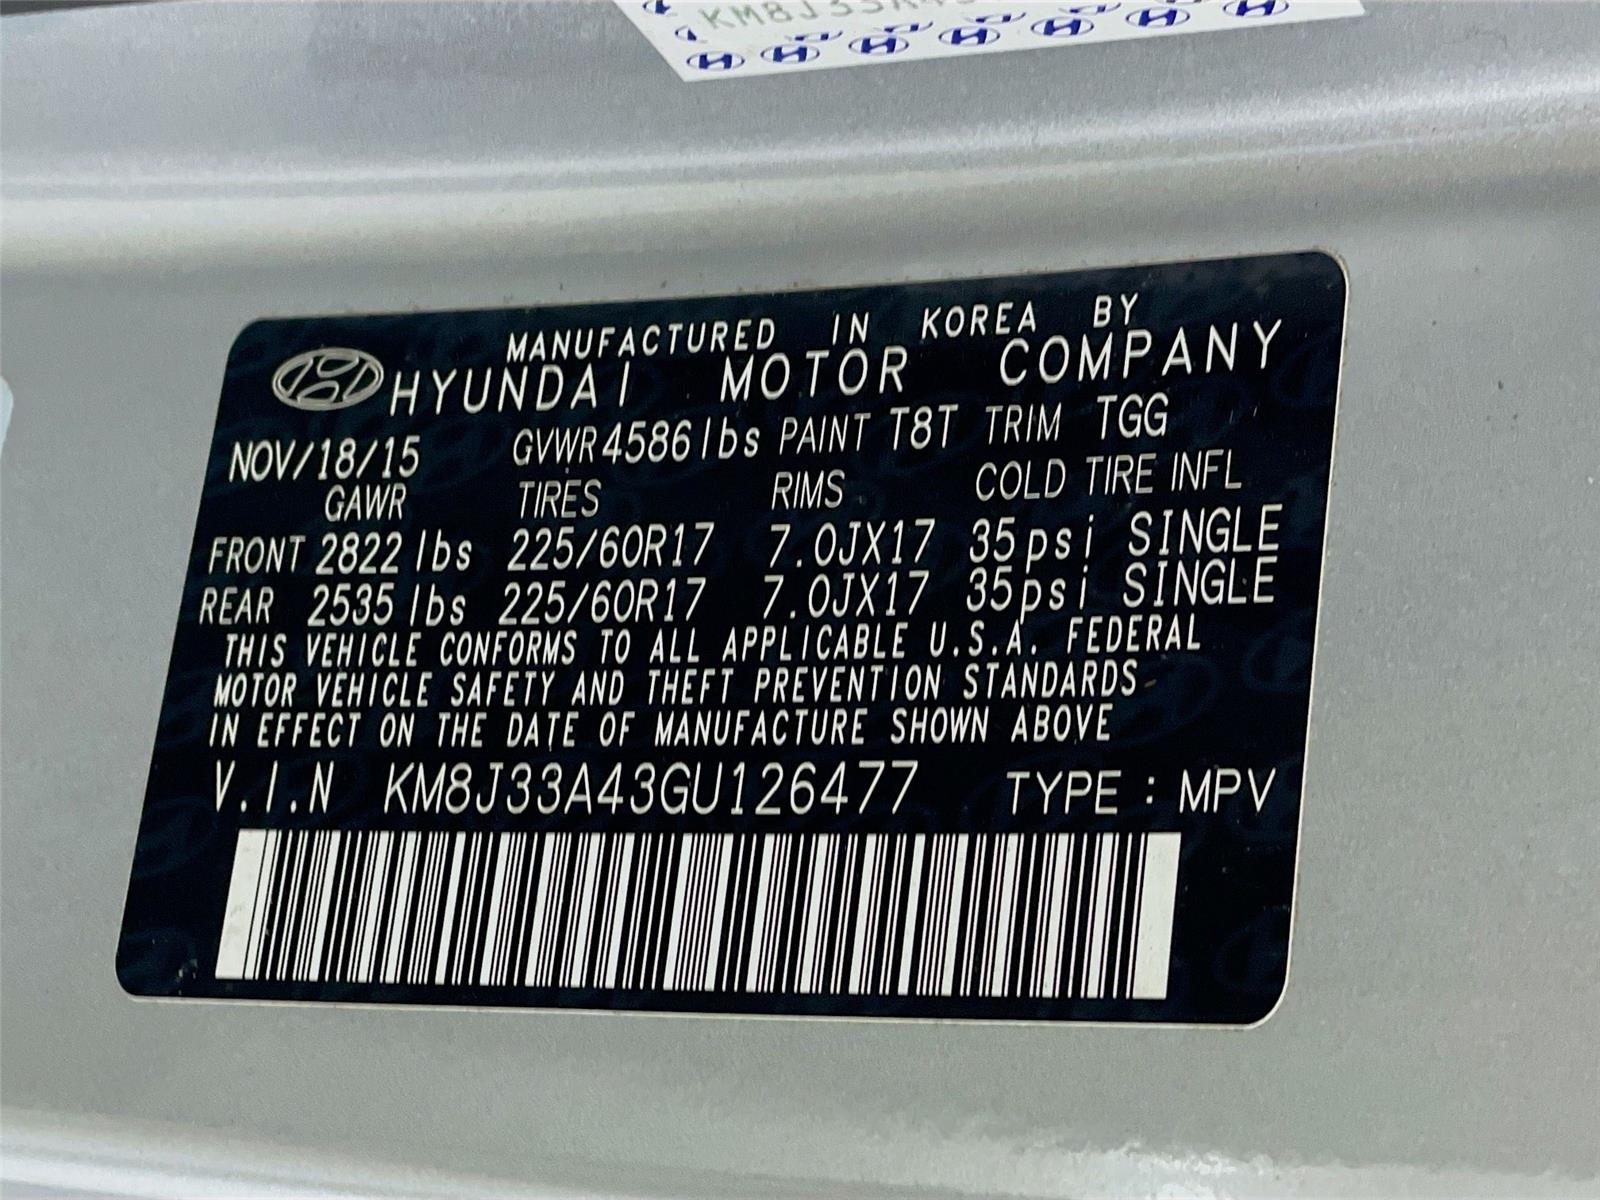 KM8J33A43
MANUFACTURED IN KOREA BY
HYUNDAI MOTOR COMPANY
NOV/18/15 GVWR 4586 lbs PAINT T8T TRIM TGG
GAWR TIRES RIMS COLD TIRE INFL
FRONT 2822 lbs 225/60R17 7.0JX17 35psi SINGLE
REAR 2535 lbs 225/60R17 7.0JX17 35psi SINGLE
THIS VEHICLE CONFORMS TO ALL APPLICABLE U.S.A. FEDERAL
MOTOR VEHICLE SAFETY AND THEFT PREVENTION STANDARDS
IN EFFECT ON THE DATE OF MANUFACTURE SHOWN ABOVE
V.I.N KM8J33A43GU126477 TYPE : MPV